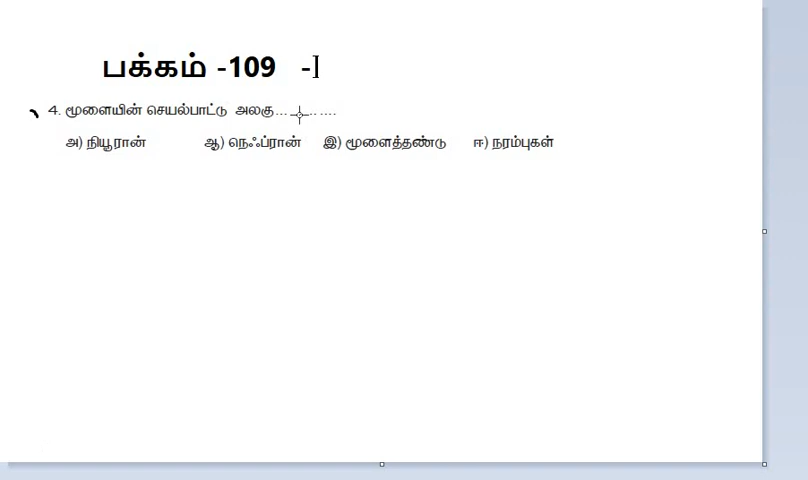 பக்கம் -109 -
4. மூளையின் செயல்பாட்டு அலகு... .. ....
அ) நியூரான் ஆ) நெஃப்ரான் இ) மூளைத்தண்டு ஈ) நரம்புகள்